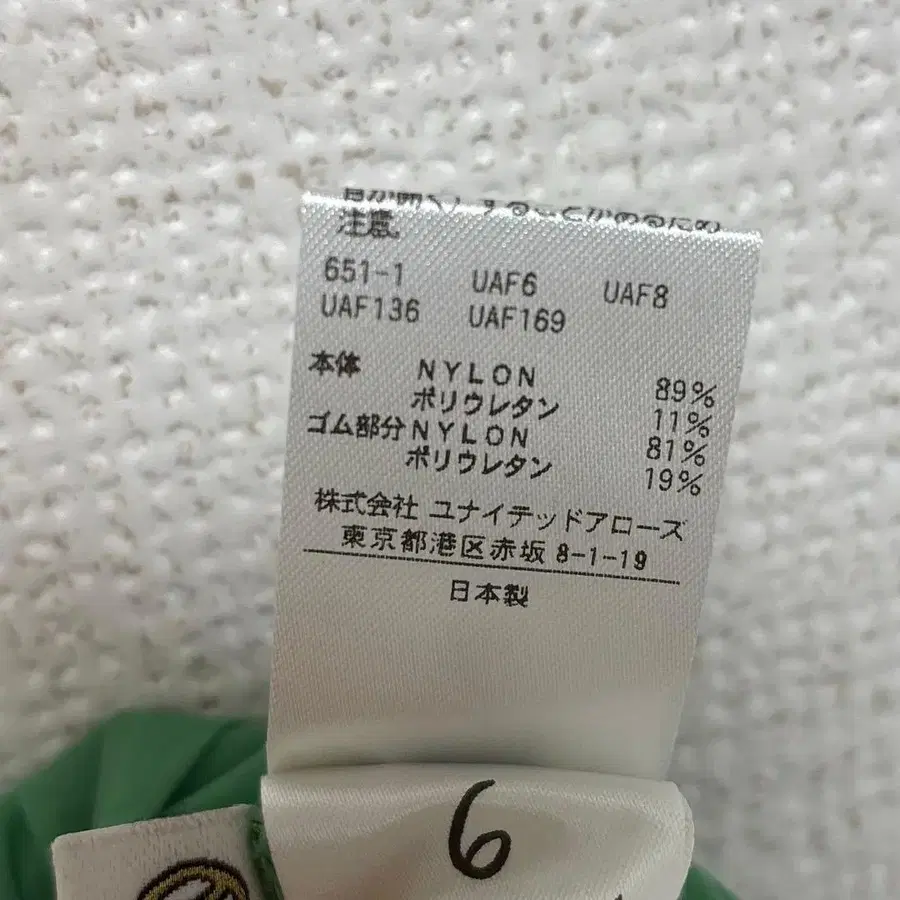 注意。
651-1 UAF6 UAF8
UAF136 UAF169
本体 NYLON 89%
ポリウレタン 11%
ゴム部分 NYLON 81%
ポリウレタン 19%
株式会社 ユナイテッドアローズ
東京都港区赤坂 8-1-19
日本製
6